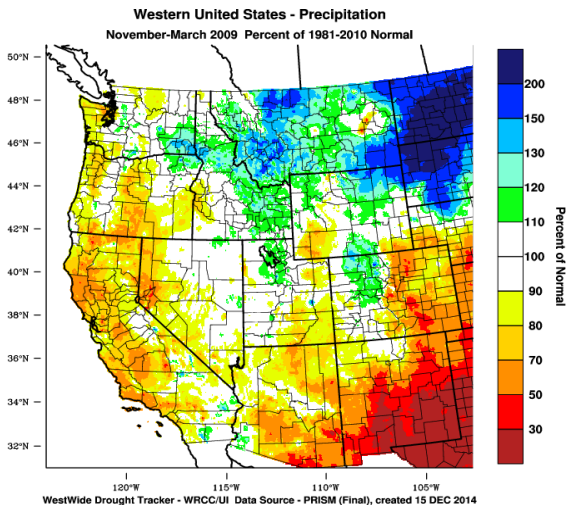 Western United States - Precipitation
November-March 2009 Percent of 1981-2010 Normal
50°N
48°N
46°N
44°N
42°N
40°N
38°N
36°N
34°N
32°N
120°W
115°W
110°W
105°W
200
150
130
120
110
100
90
80
70
50
30
Percent of Normal
WestWide Drought Tracker - WRCC/UI Data Source - PRISM (Final), created 15 DEC 2014